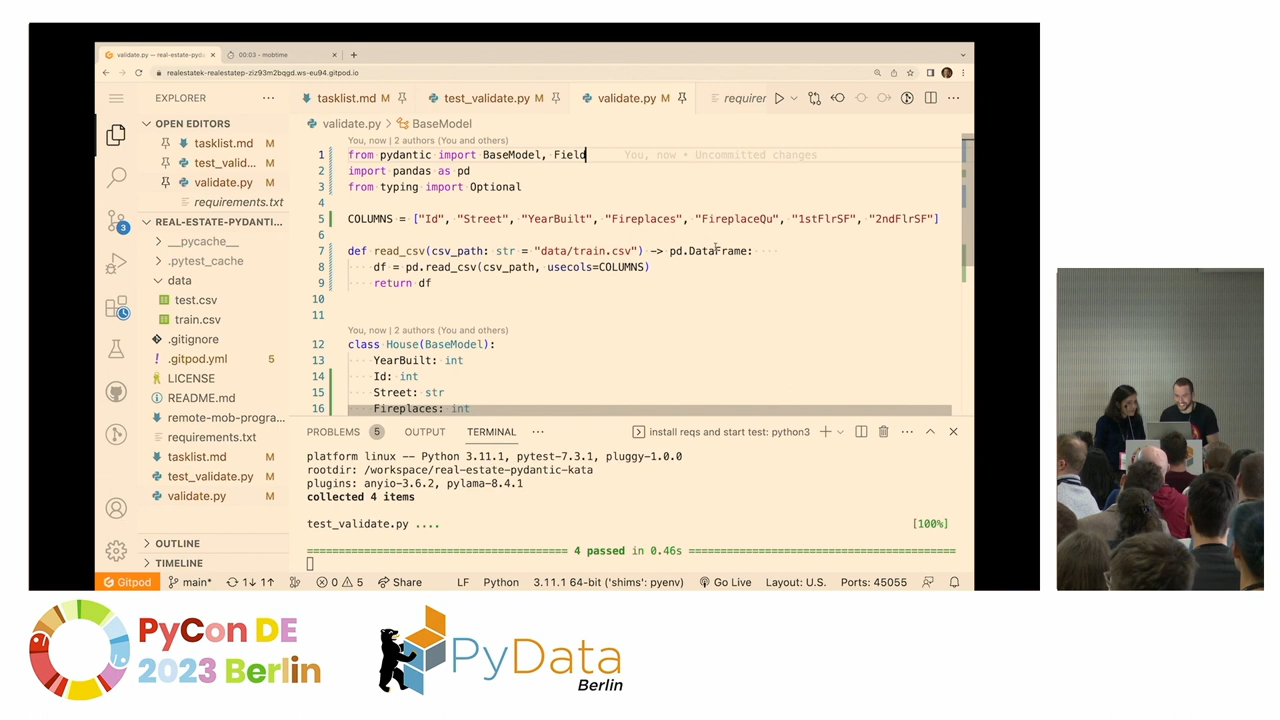 validate.py — real-estate-pyda
00:03 - mobtime
realestatek-realestatep-ziz93m2bqgd.ws-eu94.gitpod.io
EXPLORER
tasklist.md M
test_validate.py M
validate.py M
requirer
OPEN EDITORS
tasklist.md M
test_valid... M
validate.py M
requirements.txt
REAL-ESTATE-PYDANTI...
__pycache__
.pytest_cache
data
test.csv
train.csv
.gitignore
.gitpod.yml 5
LICENSE
README.md
remote-mob-progra...
requirements.txt
tasklist.md M
test_validate.py M
validate.py M
OUTLINE
TIMELINE
3
validate.py > BaseModel
You, now | 2 authors (You and others)
1 from pydantic import BaseModel, Field You, now • Uncommitted changes
2 import pandas as pd
3 from typing import Optional
4
5 COLUMNS = ["Id", "Street", "YearBuilt", "Fireplaces", "FireplaceQu", "1stFlrSF", "2ndFlrSF"]
6
7 def read_csv(csv_path: str = "data/train.csv") -> pd.DataFrame:
8 df = pd.read_csv(csv_path, usecols=COLUMNS)
9 return df
10
11
You, now | 2 authors (You and others)
12 class House(BaseModel):
13 YearBuilt: int
14 Id: int
15 Street: str
16 Fireplaces: int
PROBLEMS 5 OUTPUT TERMINAL
install reqs and start test: python3
platform linux -- Python 3.11.1, pytest-7.3.1, pluggy-1.0.0
rootdir: /workspace/real-estate-pydantic-kata
plugins: anyio-3.6.2, pylama-8.4.1
collected 4 items
test_validate.py .... [100%]
4 passed in 0.46s
Gitpod main* 1↓ 1↑ 0 5 Share LF Python 3.11.1 64-bit ('shims': pyenv) Go Live Layout: U.S. Ports: 45055
PyCon DE
2023 Berlin
PyData
Berlin